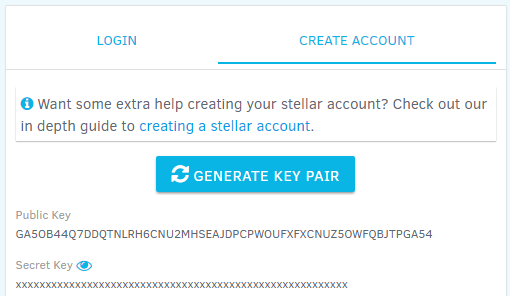 LOGIN
CREATE ACCOUNT
Want some extra help creating your stellar account? Check out our
in depth guide to creating a stellar account.
GENERATE KEY PAIR
Public Key
GA5OB44Q7DDQTNLRH6CNU2MHSEAJDPCPWOUFXFXCNUZ5OWFQBJTPGA54
Secret Key
xxxxxxxxxxxxxxxxxxxxxxxxxxxxxxxxxxxxxxxxxxxxxxxxxxxxxxxx